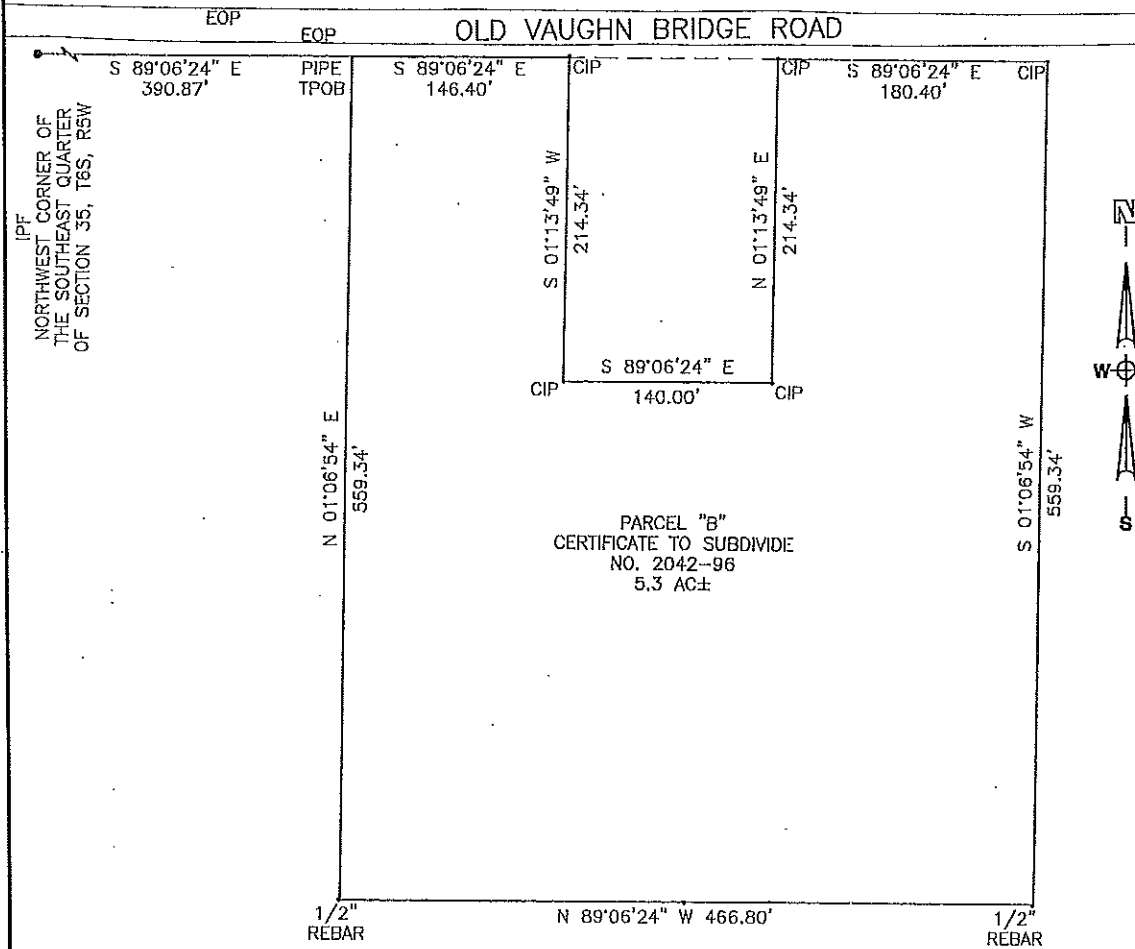 EOP
EOP
OLD VAUGHN BRIDGE ROAD
S 89°06'24" E
390.87'
PIPE
TPOB
S 89°06'24" E
146.40'
CIP
CIP
S 89°06'24" E
180.40'
CIP
IPF
NORTHWEST CORNER OF
THE SOUTHEAST QUARTER
OF SECTION 35, T6S, R5W
S 01°13'49" W
214.34'
N 01°13'49" E
214.34'
N
W
S
S 89°06'24" E
140.00'
CIP
CIP
N 01°06'54" E
559.34'
S 01°06'54" W
559.34'
PARCEL "B"
CERTIFICATE TO SUBDIVIDE
NO. 2042-96
5.3 AC±
1/2"
REBAR
N 89°06'24" W 466.80'
1/2"
REBAR